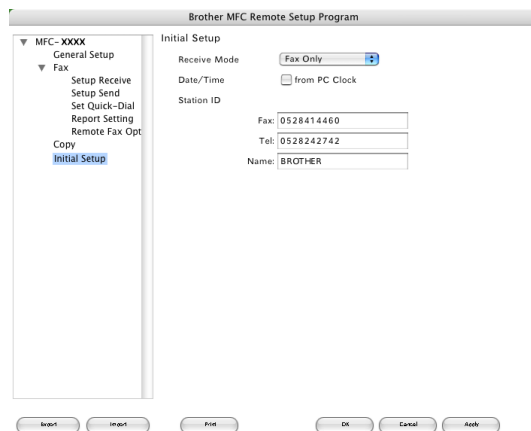 Brother MFC Remote Setup Program
MFC- XXXX
General Setup
Fax
Setup Receive
Setup Send
Set Quick-Dial
Report Setting
Remote Fax Opt
Copy
Initial Setup
Initial Setup
Receive Mode Fax Only
Date/Time from PC Clock
Station ID
Fax: 0528414460
Tel: 0528242742
Name: BROTHER
Export Import Print OK Cancel Apply